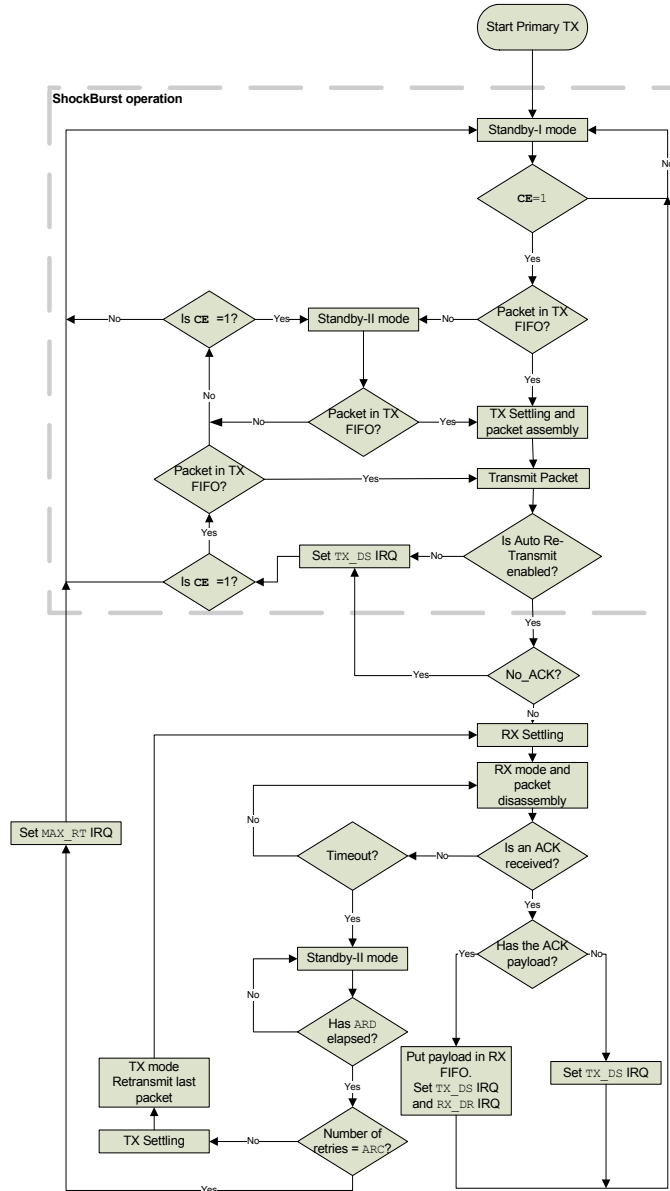 Start Primary TX
ShockBurst operation
Standby-I mode
No
CE=1
Yes
No
Is CE =1?
Yes
Standby-II mode
No
Packet in TX
FIFO?
Yes
No
No
Packet in TX
FIFO?
Yes
TX Settling and
packet assembly
Packet in TX
FIFO?
Yes
Transmit Packet
Yes
Is CE =1?
Set TX_DS IRQ
No
Is Auto Re-
Transmit
enabled?
Yes
Yes
No_ACK?
No
RX Settling
RX mode and
packet
disassembly
No
Set MAX_RT IRQ
Timeout?
No
Is an ACK
received?
Yes
Yes
Standby-II mode
Yes
Has the ACK
payload?
No
No
Has ARD
elapsed?
TX mode
Retransmit last
packet
Put payload in RX
FIFO.
Set TX_DS IRQ
and RX_DR IRQ
Set TX_DS IRQ
Yes
TX Settling
No
Number of
retries = ARC?
Yes